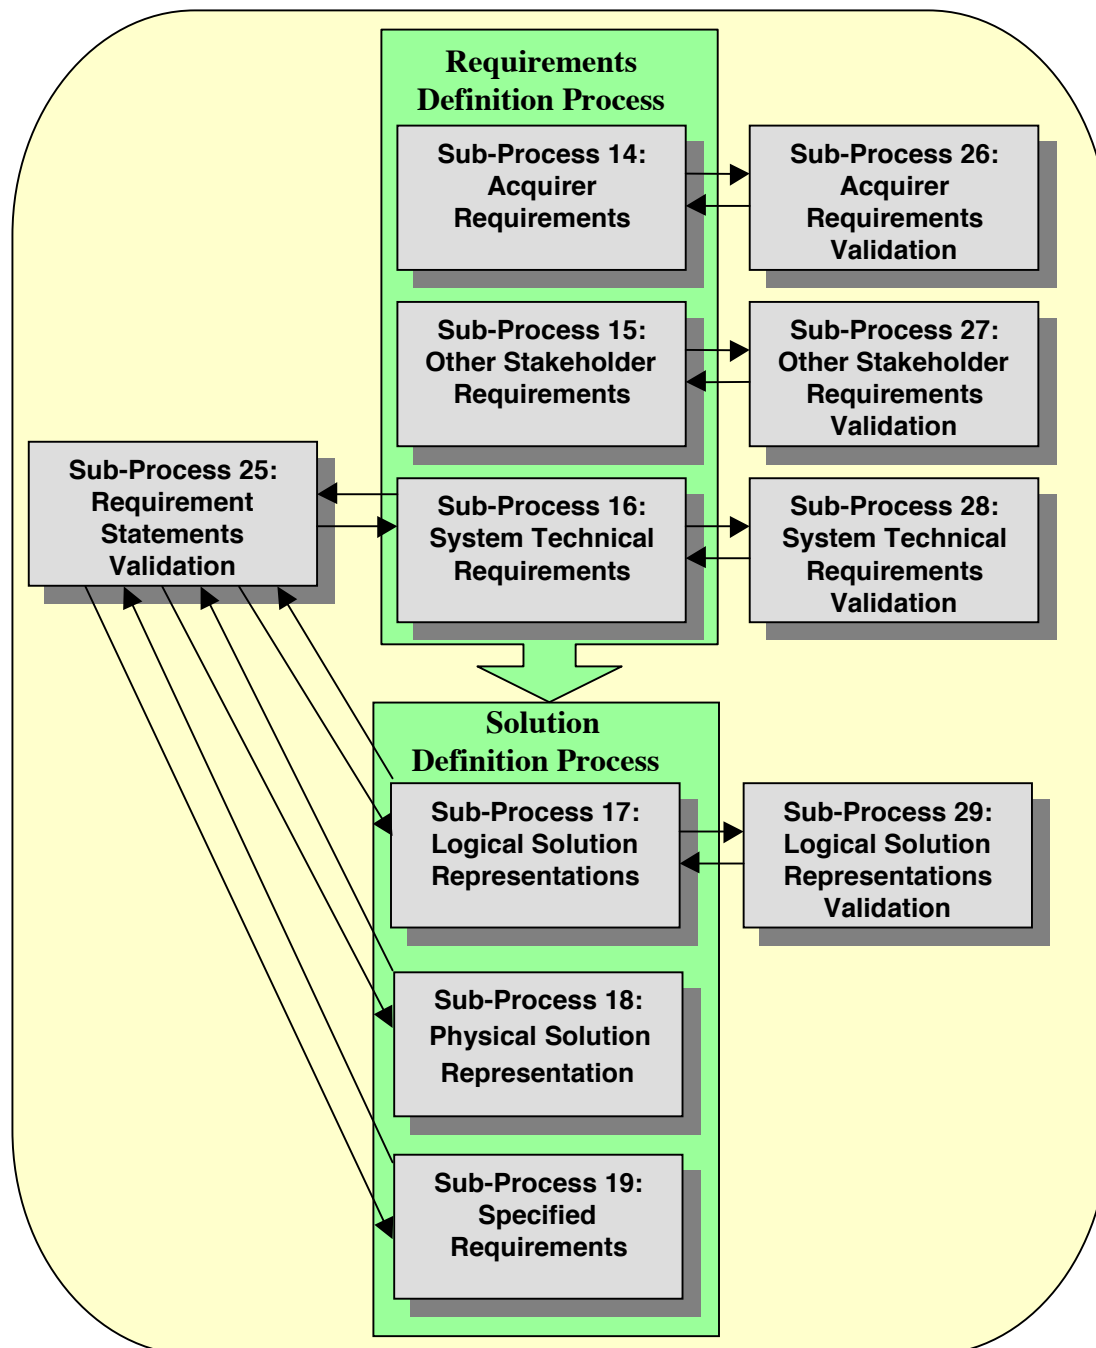 Requirements
Definition Process
Sub-Process 14:
Acquirer
Requirements
Sub-Process 26:
Acquirer
Requirements
Validation
Sub-Process 15:
Other Stakeholder
Requirements
Sub-Process 27:
Other Stakeholder
Requirements
Validation
Sub-Process 25:
Requirement
Statements
Validation
Sub-Process 16:
System Technical
Requirements
Sub-Process 28:
System Technical
Requirements
Validation
Solution
Definition Process
Sub-Process 17:
Logical Solution
Representations
Sub-Process 29:
Logical Solution
Representations
Validation
Sub-Process 18:
Physical Solution
Representation
Sub-Process 19:
Specified
Requirements